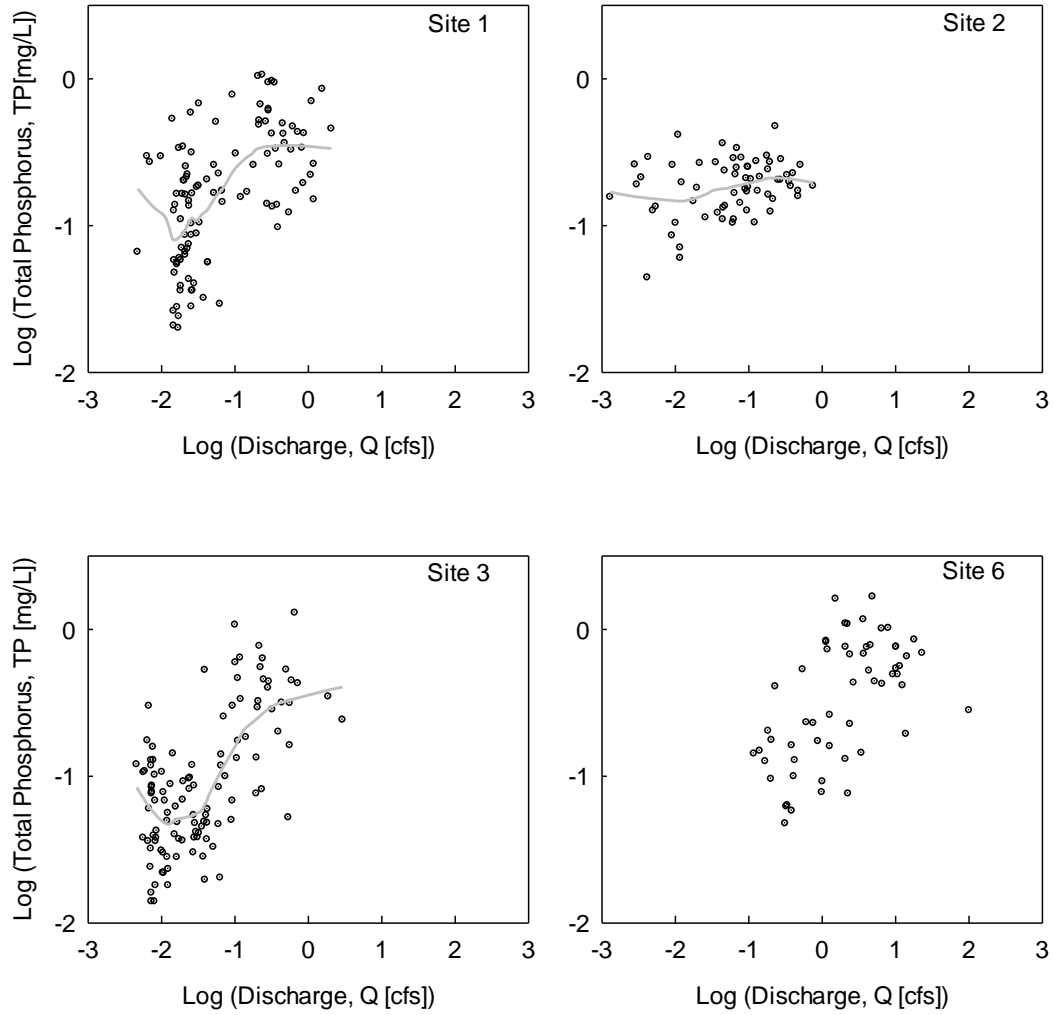 Site 1
Log (Total Phosphorus, TP[mg/L])
0
-1
-2
-3 -2 -1 0 1 2 3
Log (Discharge, Q [cfs])
Site 2
0
-1
-2
-3 -2 -1 0 1 2 3
Log (Discharge, Q [cfs])
Site 3
Log (Total Phosphorus, TP [mg/L])
0
-1
-2
-3 -2 -1 0 1 2 3
Log (Discharge, Q [cfs])
Site 6
0
-1
-2
-3 -2 -1 0 1 2 3
Log (Discharge, Q [cfs])